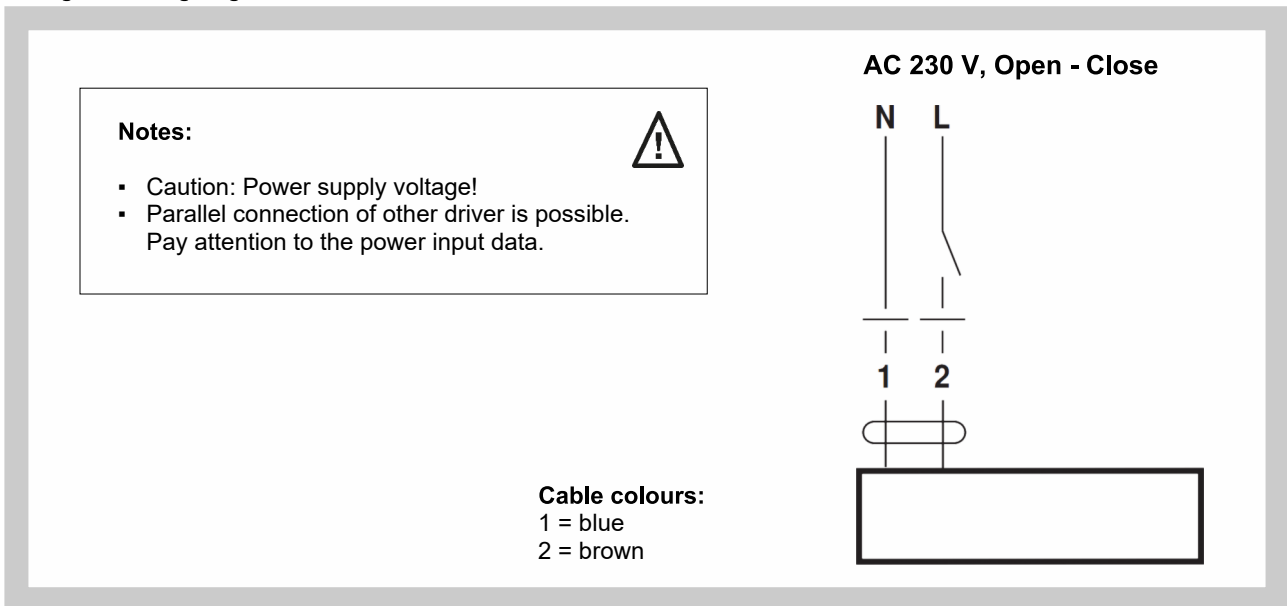 AC 230 V, Open - Close
N L
Notes:
▪ Caution: Power supply voltage!
▪ Parallel connection of other driver is possible.
Pay attention to the power input data.
1 2
Cable colours:
1 = blue
2 = brown